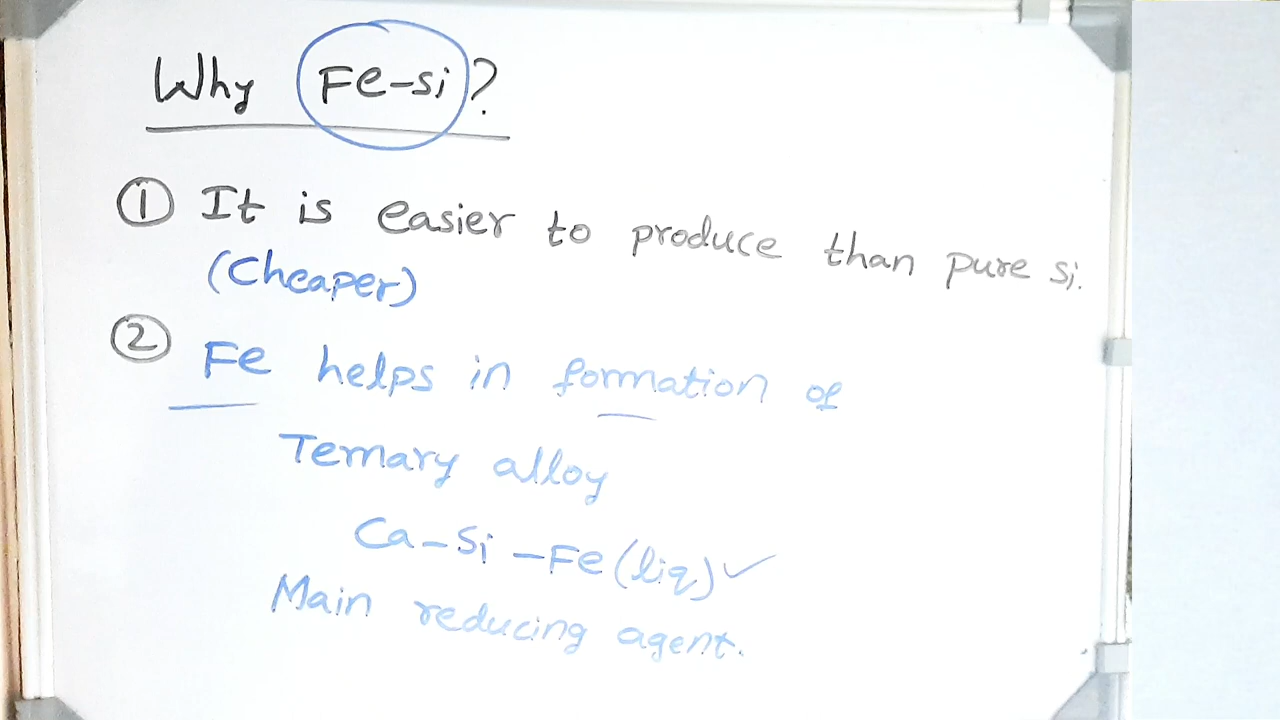 Why Fe-si?
① It is easier to produce than pure si.
(Cheaper)
② Fe helps in formation of
Ternary alloy
Ca-Si-Fe (liq) ✓
Main reducing agent.